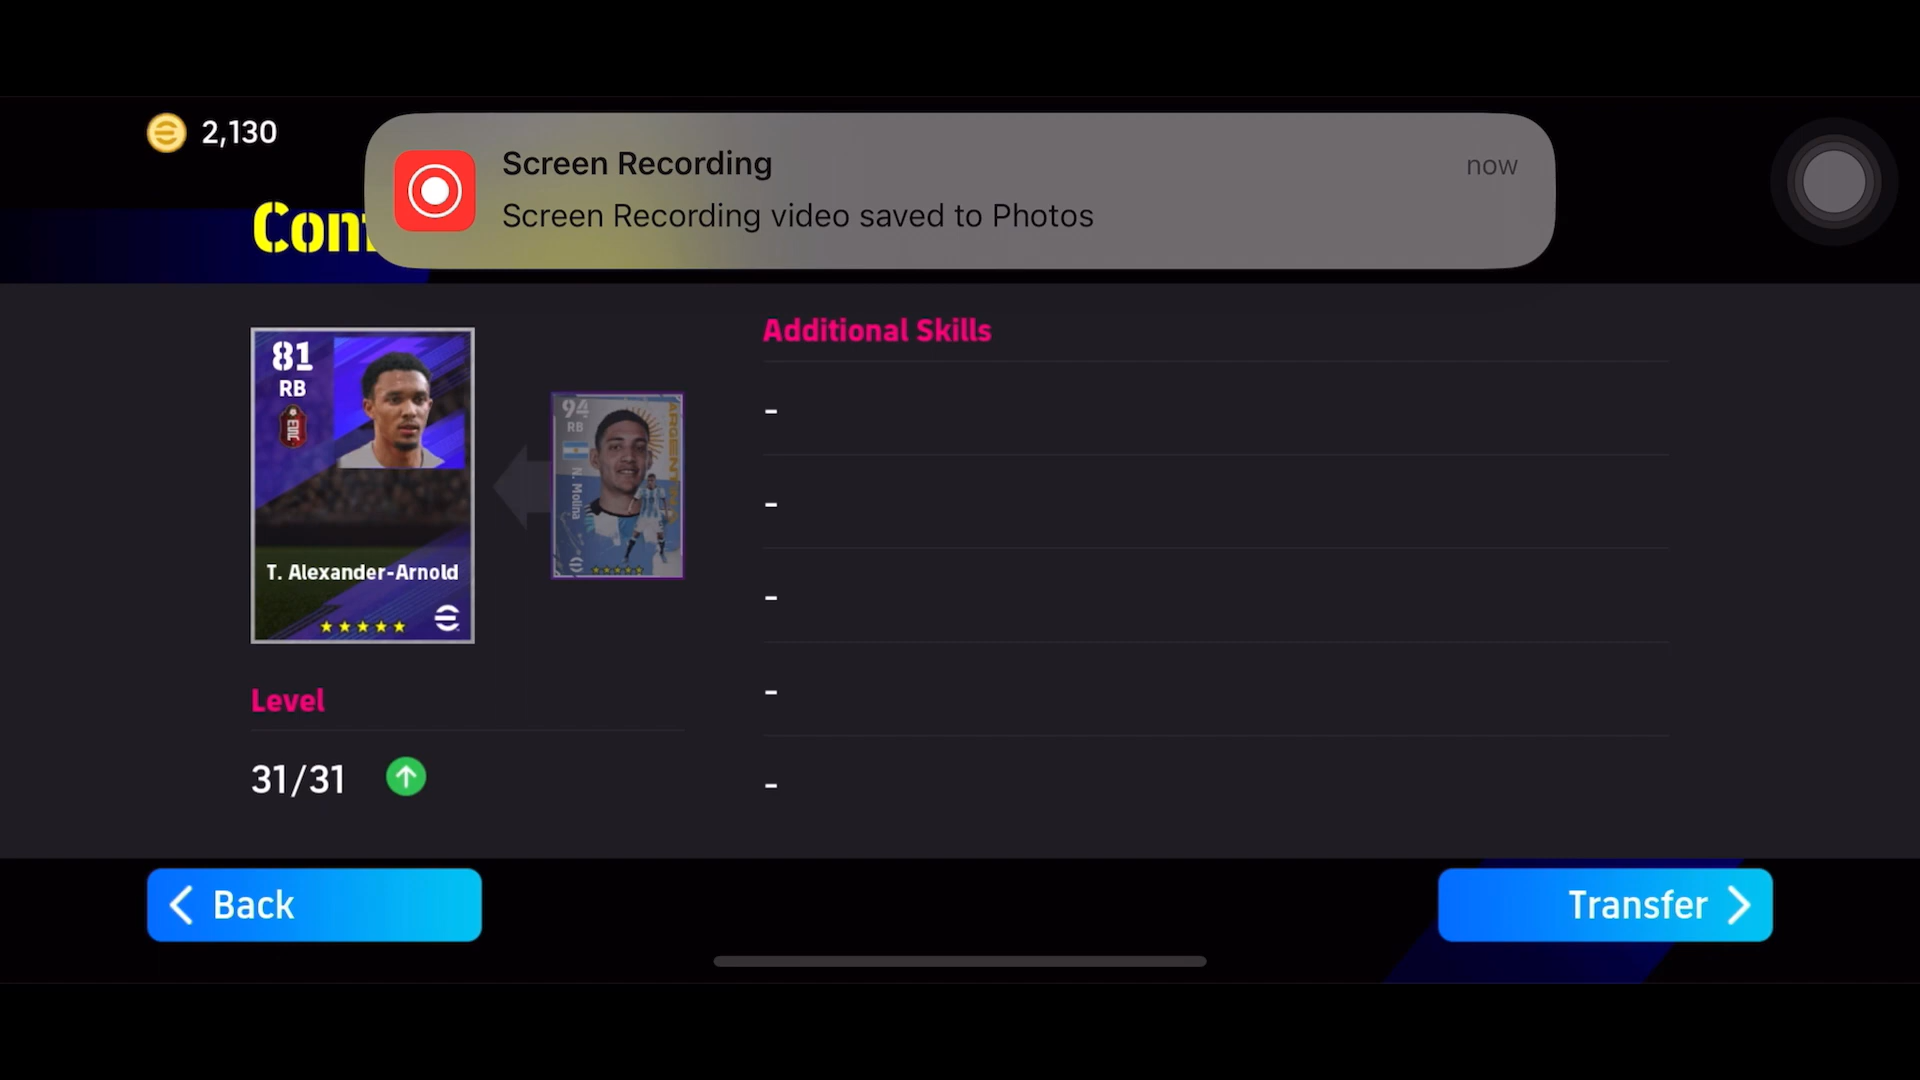 2,130
Screen Recording
now
Screen Recording video saved to Photos
Con
81
RB
T. Alexander-Arnold
94
RB
N. Molina
ARGENTINA
Additional Skills
-
-
-
-
-
Level
31/31
Back
Transfer